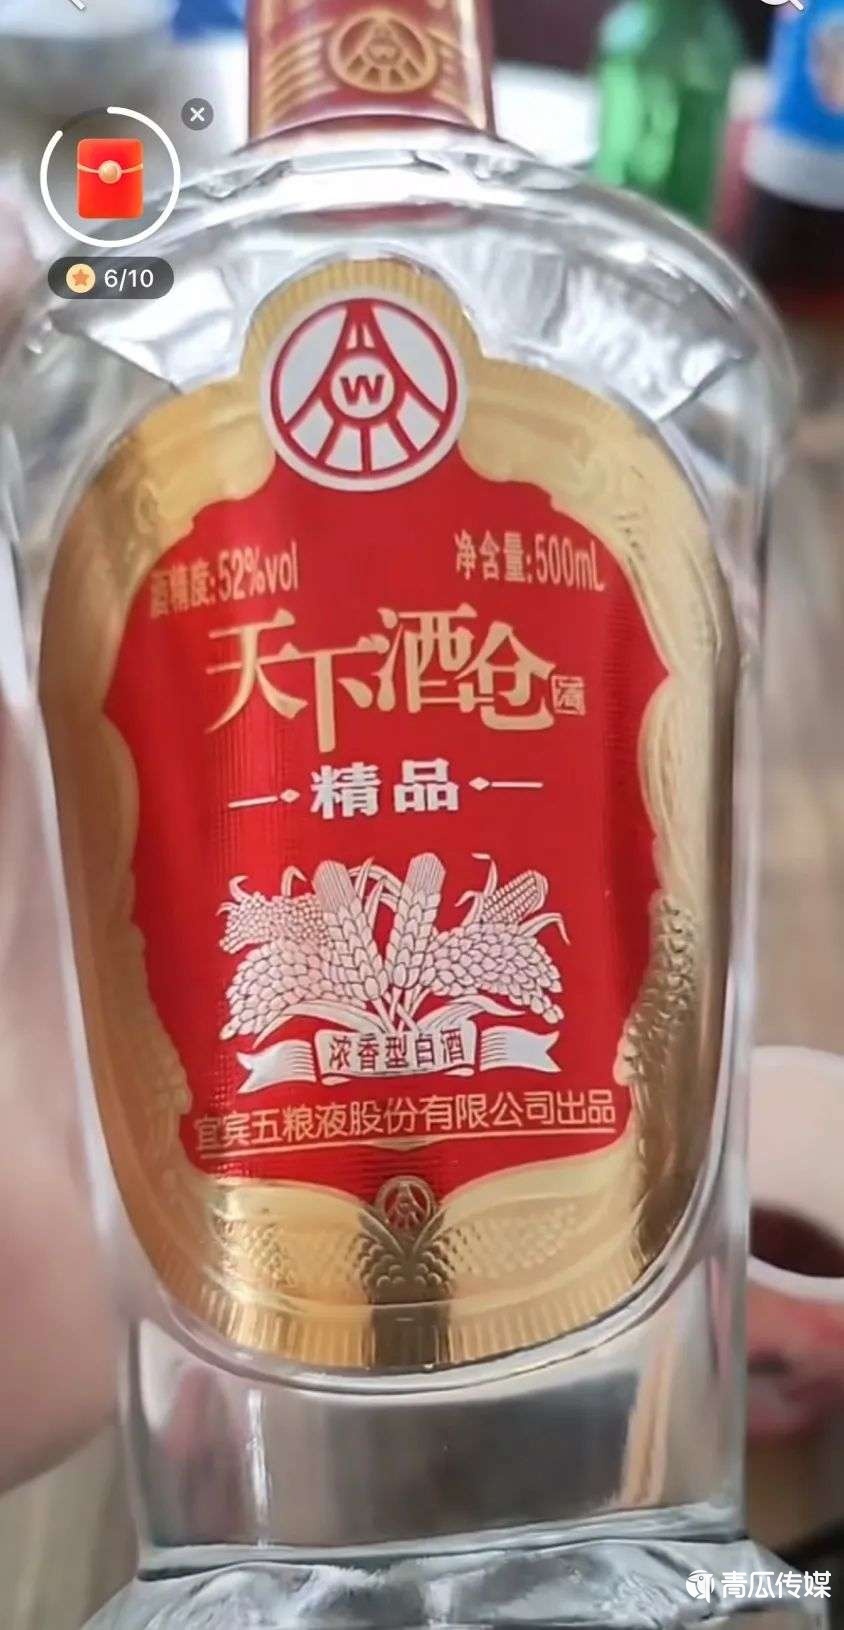 6/10
W
W
酒精度:52%vol
净含量:500mL
天下酒仓
精品
浓香型白酒
宜宾五粮液股份有限公司出品
青瓜传媒